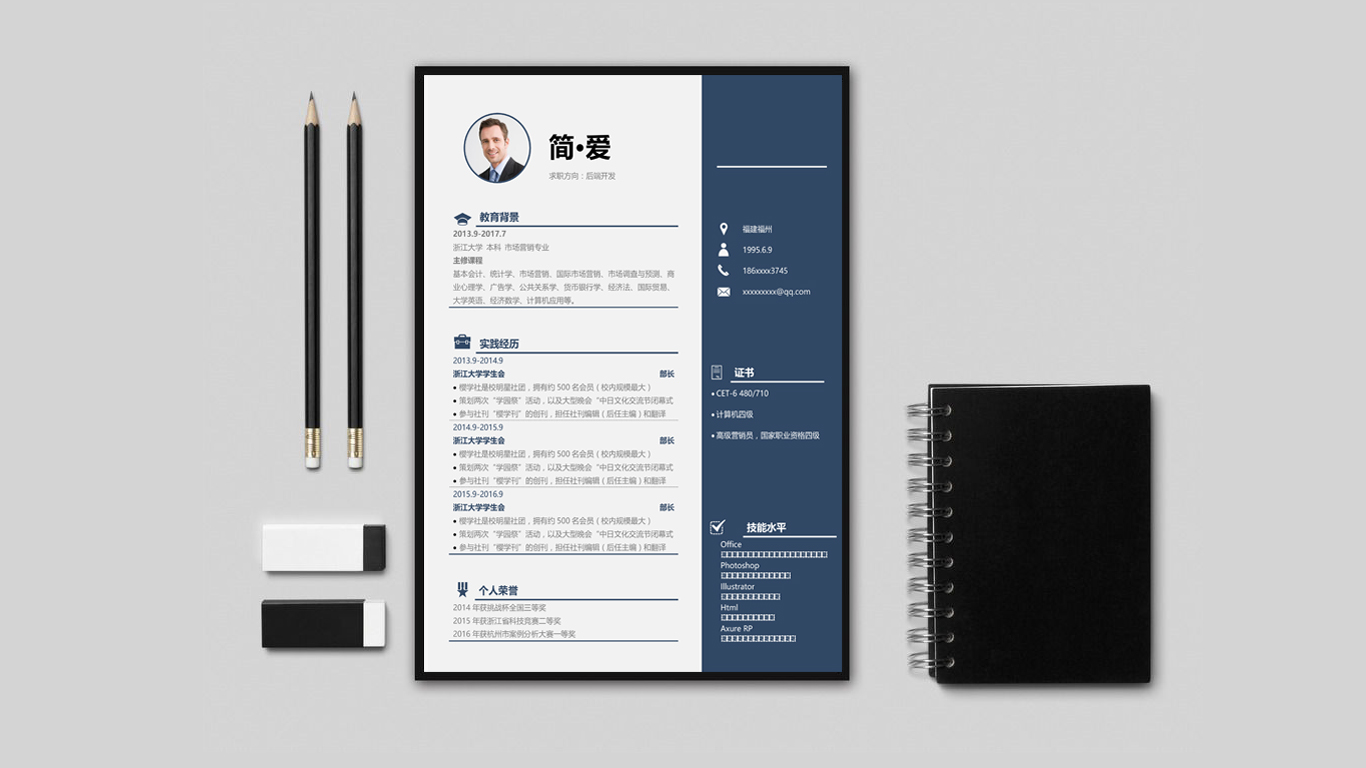 简·爱
求职方向：后端开发
教育背景
2013.9-2017.7
浙江大学 本科 市场营销专业
主修课程
基本会计、统计学、市场营销、国际市场营销、市场调查与预测、商
业心理学、广告学、公共关系学、货币银行学、经济法、国际贸易、
大学英语、经济数学、计算机应用等。
实践经历
2013.9-2014.9
浙江大学学生会 部长
• 樱学社是校明星社团，拥有约 500 名会员（校内规模最大）
• 策划两次“学园祭”活动，以及大型晚会“中日文化交流节闭幕式
• 参与社刊“樱学刊”的创刊，担任社刊编辑（后任主编）和翻译
2014.9-2015.9
浙江大学学生会 部长
• 樱学社是校明星社团，拥有约 500 名会员（校内规模最大）
• 策划两次“学园祭”活动，以及大型晚会“中日文化交流节闭幕式
• 参与社刊“樱学刊”的创刊，担任社刊编辑（后任主编）和翻译
2015.9-2016.9
浙江大学学生会 部长
• 樱学社是校明星社团，拥有约 500 名会员（校内规模最大）
• 策划两次“学园祭”活动，以及大型晚会“中日文化交流节闭幕式
• 参与社刊“樱学刊”的创刊，担任社刊编辑（后任主编）和翻译
个人荣誉
2014 年获挑战杯全国三等奖
2015 年获浙江省科技竞赛二等奖
2016 年获杭州市案例分析大赛一等奖
福建福州
1995.6.9
186xxxx3745
xxxxxxxxx@qq.com
证书
• CET-6 480/710
• 计算机四级
• 高级营销员，国家职业资格四级
技能水平
Office
Photoshop
Illustrator
Html
Axure RP